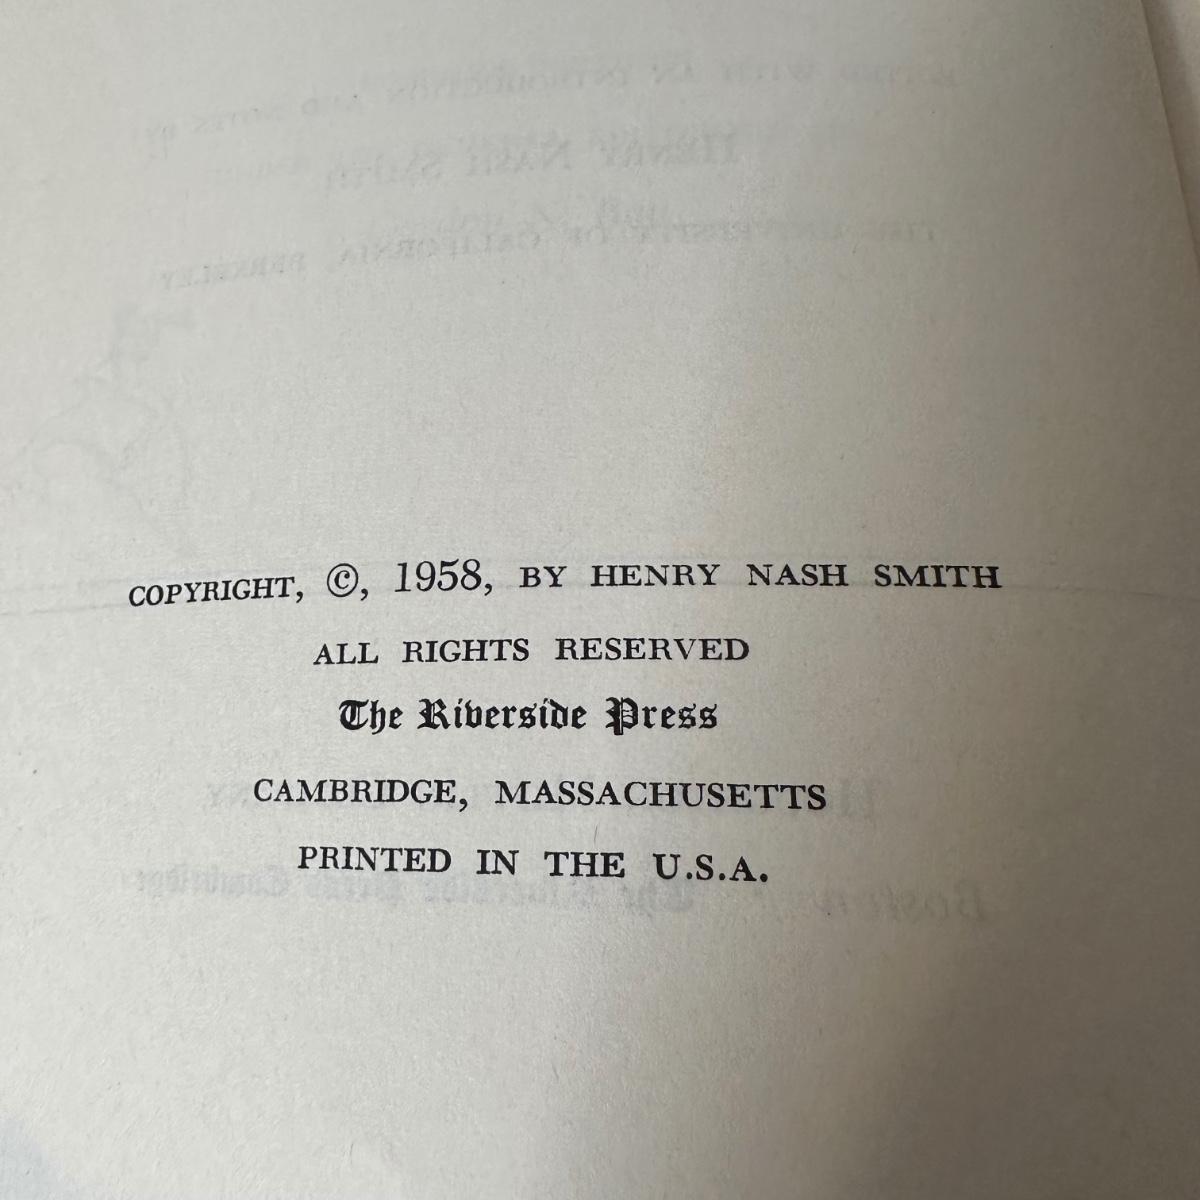 COPYRIGHT, ©, 1958, BY HENRY NASH SMITH
ALL RIGHTS RESERVED
The Riverside Press
CAMBRIDGE, MASSACHUSETTS
PRINTED IN THE U.S.A.